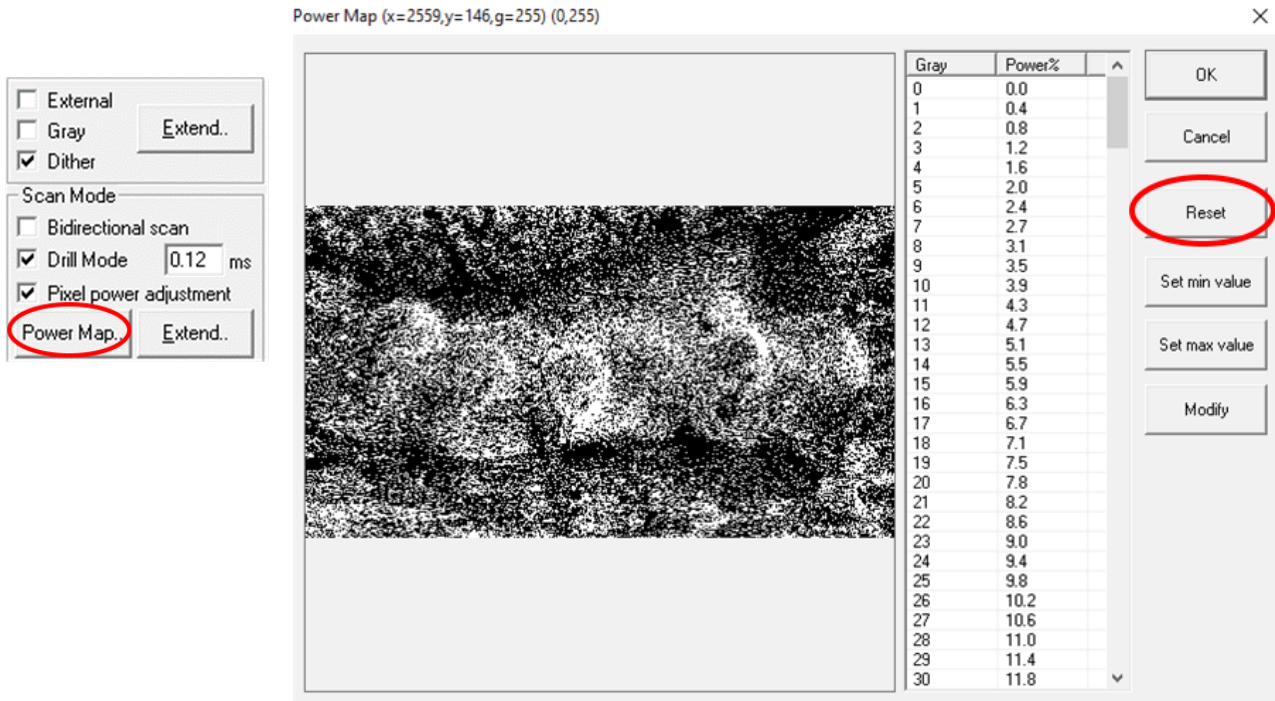 Power Map (x=2559,y=146,g=255) (0,255)
External
Gray
Extend..
Dither
Scan Mode
Bidirectional scan
Drill Mode 0.12 ms
Pixel power adjustment
Power Map.. Extend..
Gray Power%
0 0.0
1 0.4
2 0.8
3 1.2
4 1.6
5 2.0
6 2.4
7 2.7
8 3.1
9 3.5
10 3.9
11 4.3
12 4.7
13 5.1
14 5.5
15 5.9
16 6.3
17 6.7
18 7.1
19 7.5
20 7.8
21 8.2
22 8.6
23 9.0
24 9.4
25 9.8
26 10.2
27 10.6
28 11.0
29 11.4
30 11.8
OK
Cancel
Reset
Set min value
Set max value
Modify